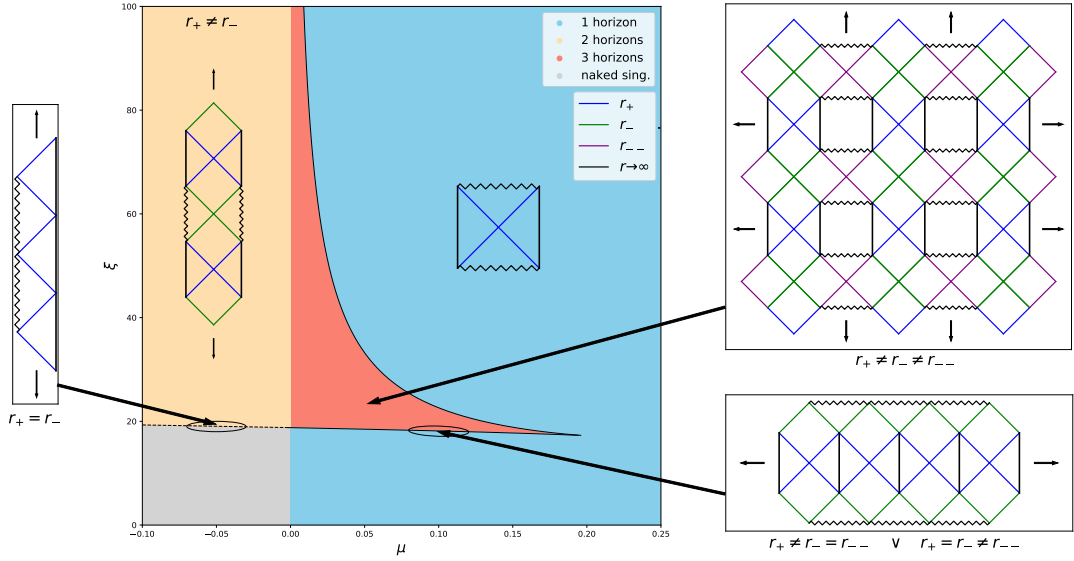 r₊ ≠ r₋
1 horizon
2 horizons
3 horizons
naked sing.
r₊
r₋
r₋₋
r→∞
100
80
60
40
20
0
ξ
−0.10
−0.05
0.00
0.05
0.10
0.15
0.20
0.25
μ
r₊ = r₋
r₊ ≠ r₋ ≠ r₋₋
r₊ ≠ r₋ = r₋₋ ∨ r₊ = r₋ ≠ r₋₋